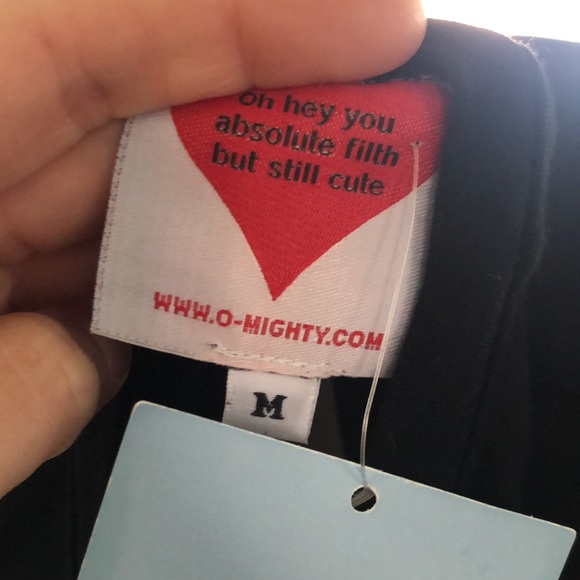 oh hey you
absolute filth
but still cute
WWW.O-MIGHTY.COM
M